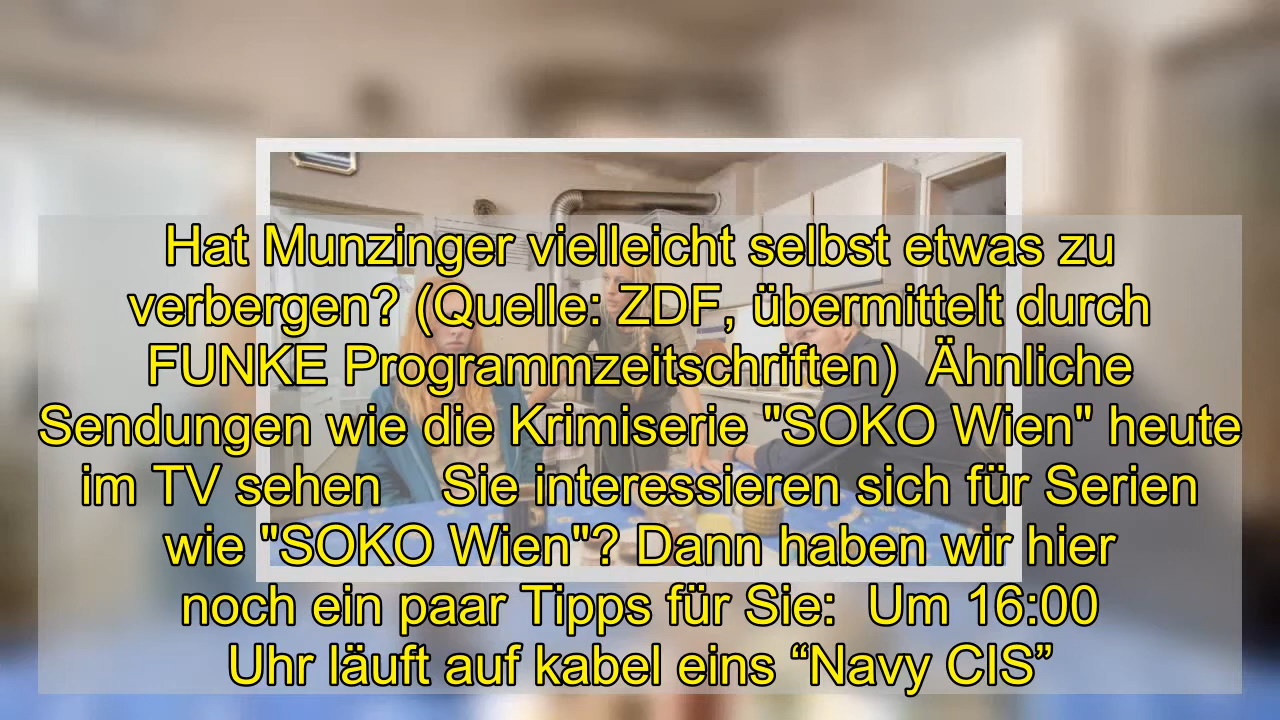 Hat Munzinger vielleicht selbst etwas zu
verbergen? (Quelle: ZDF, übermittelt durch
FUNKE Programmzeitschriften)  Ähnliche
Sendungen wie die Krimiserie "SOKO Wien" heute
im TV sehen    Sie interessieren sich für Serien
wie "SOKO Wien"? Dann haben wir hier
noch ein paar Tipps für Sie:  Um 16:00
Uhr läuft auf kabel eins “Navy CIS”